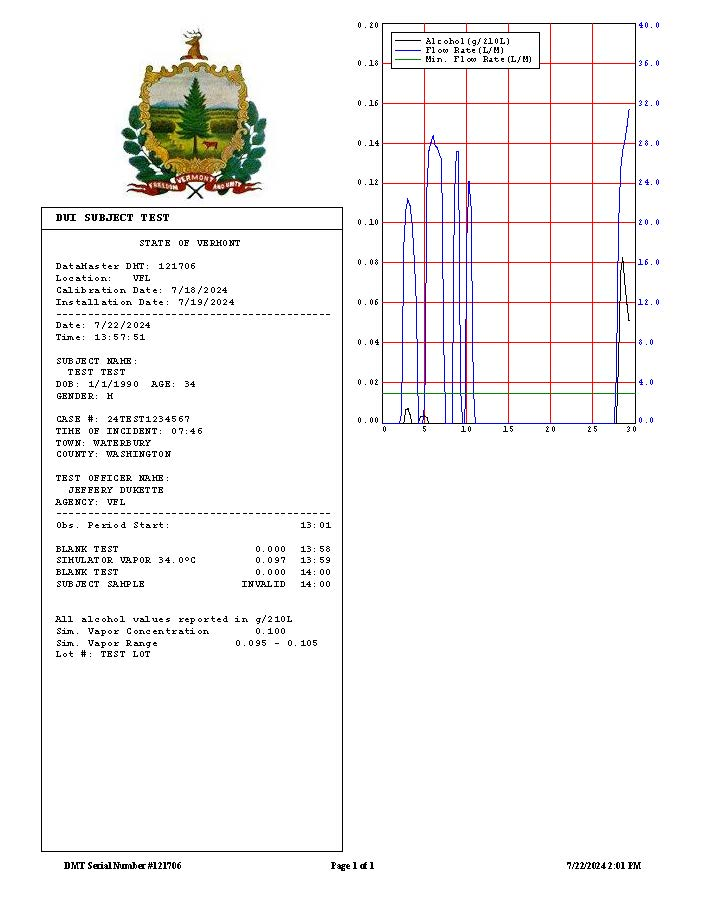 FREEDOM VERMONT AND UNITY
DUI SUBJECT TEST
STATE OF VERMONT
DataMaster DMT: 121706
Location: VFL
Calibration Date: 7/18/2024
Installation Date: 7/19/2024
Date: 7/22/2024
Time: 13:57:51
SUBJECT NAME:
TEST TEST
DOB: 1/1/1990 AGE: 34
GENDER: M
CASE #: 24TEST1234567
TIME OF INCIDENT: 07:46
TOWN: WATERBURY
COUNTY: WASHINGTON
TEST OFFICER NAME:
JEFFERY DUKETTE
AGENCY: VFL
Obs. Period Start: 13:01
BLANK TEST 0.000 13:58
SIMULATOR VAPOR 34.0ºC 0.097 13:59
BLANK TEST 0.000 14:00
SUBJECT SAMPLE INVALID 14:00
All alcohol values reported in g/210L
Sim. Vapor Concentration 0.100
Sim. Vapor Range 0.095 - 0.105
Lot #: TEST LOT
0.20 40.0
Alcohol(g/210L)
Flow Rate(L/M)
Min. Flow Rate(L/M)
0.18 36.0
0.16 32.0
0.14 28.0
0.12 24.0
0.10 20.0
0.08 16.0
0.06 12.0
0.04 8.0
0.02 4.0
0.00 0.0
0 5 10 15 20 25 30
DMT Serial Number #121706 Page 1 of 1 7/22/2024 2:01 PM